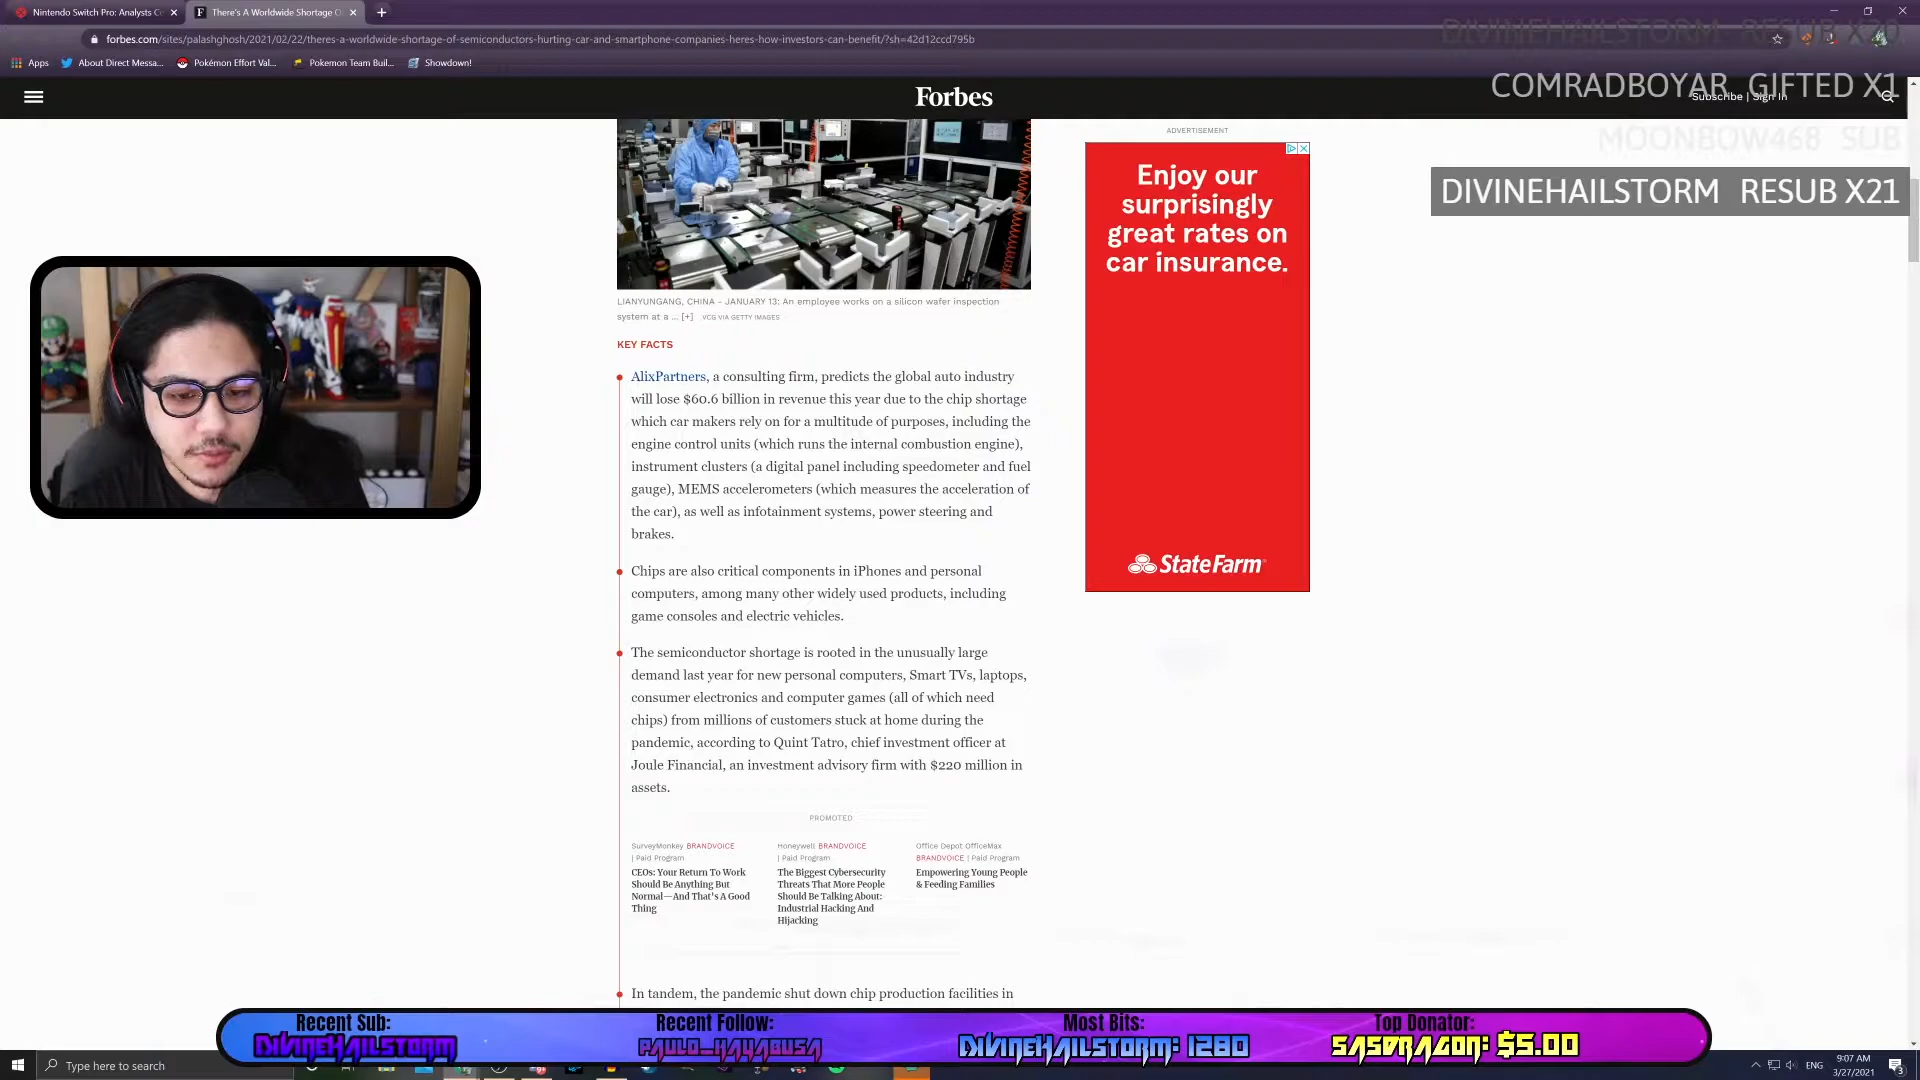 Nintendo Switch Pro: Analysts Co
There's A Worldwide Shortage O
forbes.com/sites/palashghosh/2021/02/22/theres-a-worldwide-shortage-of-semiconductors-hurting-car-and-smartphone-companies-heres-how-investors-can-benefit/?sh=42d12ccd795b
Apps
About Direct Messa...
Pokémon Effort Val...
Pokemon Team Buil...
Showdown!
DIVINEHAILSTORM RESUB X20
COMRADBOYAR GIFTED X1
MOONBOW468 SUB
DIVINEHAILSTORM RESUB X21
Forbes
Subscribe | Sign In
ADVERTISEMENT
Enjoy our
surprisingly
great rates on
car insurance.
StateFarm
LIANYUNGANG, CHINA - JANUARY 13: An employee works on a silicon wafer inspection
system at a ... [+] VCG VIA GETTY IMAGES
KEY FACTS
AlixPartners, a consulting firm, predicts the global auto industry
will lose $60.6 billion in revenue this year due to the chip shortage
which car makers rely on for a multitude of purposes, including the
engine control units (which runs the internal combustion engine),
instrument clusters (a digital panel including speedometer and fuel
gauge), MEMS accelerometers (which measures the acceleration of
the car), as well as infotainment systems, power steering and
brakes.
Chips are also critical components in iPhones and personal
computers, among many other widely used products, including
game consoles and electric vehicles.
The semiconductor shortage is rooted in the unusually large
demand last year for new personal computers, Smart TVs, laptops,
consumer electronics and computer games (all of which need
chips) from millions of customers stuck at home during the
pandemic, according to Quint Tatro, chief investment officer at
Joule Financial, an investment advisory firm with $220 million in
assets.
PROMOTED
SurveyMonkey BRANDVOICE
| Paid Program
CEOs: Your Return To Work
Should Be Anything But
Normal—And That's A Good
Thing
Honeywell BRANDVOICE
| Paid Program
The Biggest Cybersecurity
Threats That More People
Should Be Talking About:
Industrial Hacking And
Hijacking
Office Depot OfficeMax
BRANDVOICE | Paid Program
Empowering Young People
& Feeding Families
In tandem, the pandemic shut down chip production facilities in
Recent Sub:
DIVINEHAILSTORM
Recent Follow:
PAULO_HAYABUSA
Most Bits:
DIVINEHAILSTORM: 1280
Top Donator:
SASDRAGON: $5.00
Type here to search
ENG
9:07 AM
3/27/2021
3